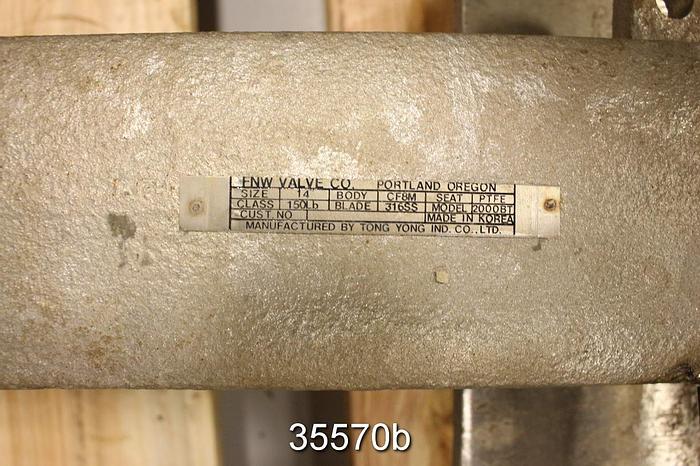 FNW VALVE CO. PORTLAND OREGON
SIZE 14" BODY CF8M SEAT PTFE
CLASS 150Lb BLADE 316SS MODEL 2000BT
CUST. NO MADE IN KOREA
MANUFACTURED BY TONG YONG IND. CO., LTD.
35570b